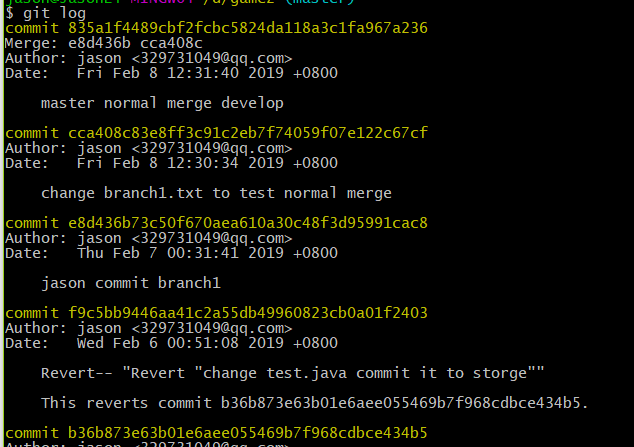 $ git log
commit 835a1f4489cbf2fcbc5824da118a3c1fa967a236
Merge: e8d436b cca408c
Author: jason <329731049@qq.com>
Date:   Fri Feb 8 12:31:40 2019 +0800
master normal merge develop
commit cca408c83e8ff3c91c2eb7f74059f07e122c67cf
Author: jason <329731049@qq.com>
Date:   Fri Feb 8 12:30:34 2019 +0800
change branch1.txt to test normal merge
commit e8d436b73c50f670aea610a30c48f3d95991cac8
Author: jason <329731049@qq.com>
Date:   Thu Feb 7 00:31:41 2019 +0800
jason commit branch1
commit f9c5bb9446aa41c2a55db49960823cb0a01f2403
Author: jason <329731049@qq.com>
Date:   Wed Feb 6 00:51:08 2019 +0800
Revert-- "Revert "change test.java commit it to storge""
This reverts commit b36b873e63b01e6aee055469b7f968cdbce434b5.
commit b36b873e63b01e6aee055469b7f968cdbce434b5
Author: jason <329731049@qq.com>